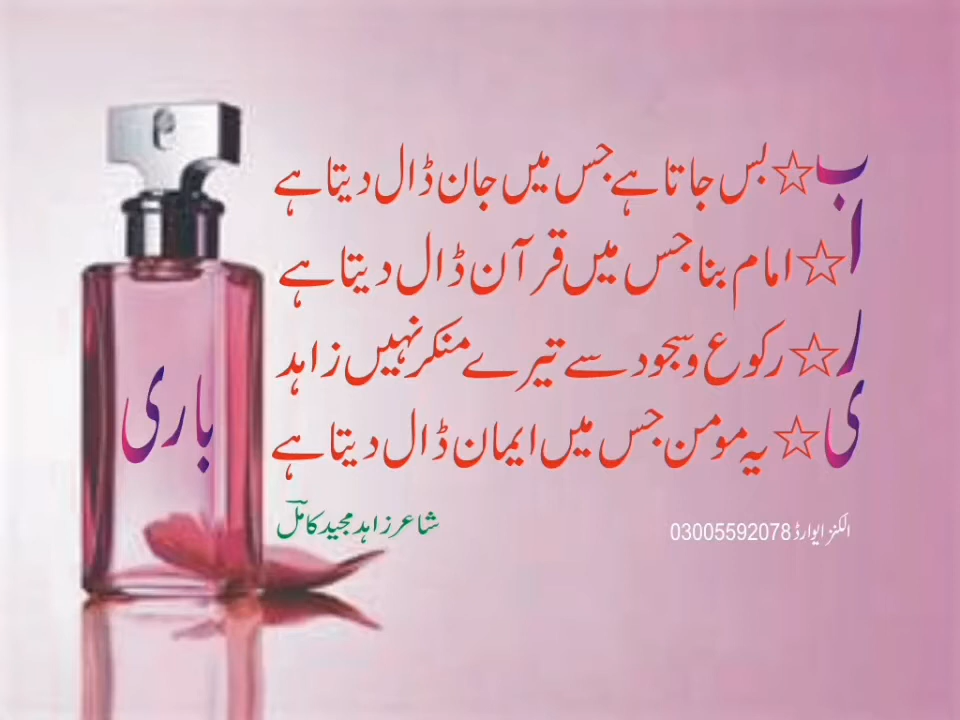 ب ☆ بس جاتا ہے جس میں جان ڈال دیتا ہے
ا ☆ امام بنا جس میں قرآن ڈال دیتا ہے
ر ☆ رکوع و سجود سے تیرے منکر نہیں زاہد
ی ☆ یہ مومن جس میں ایمان ڈال دیتا ہے
باری
شاعر زاہد مجید کاملؔ
الکنز ایوارڈ 03005592078